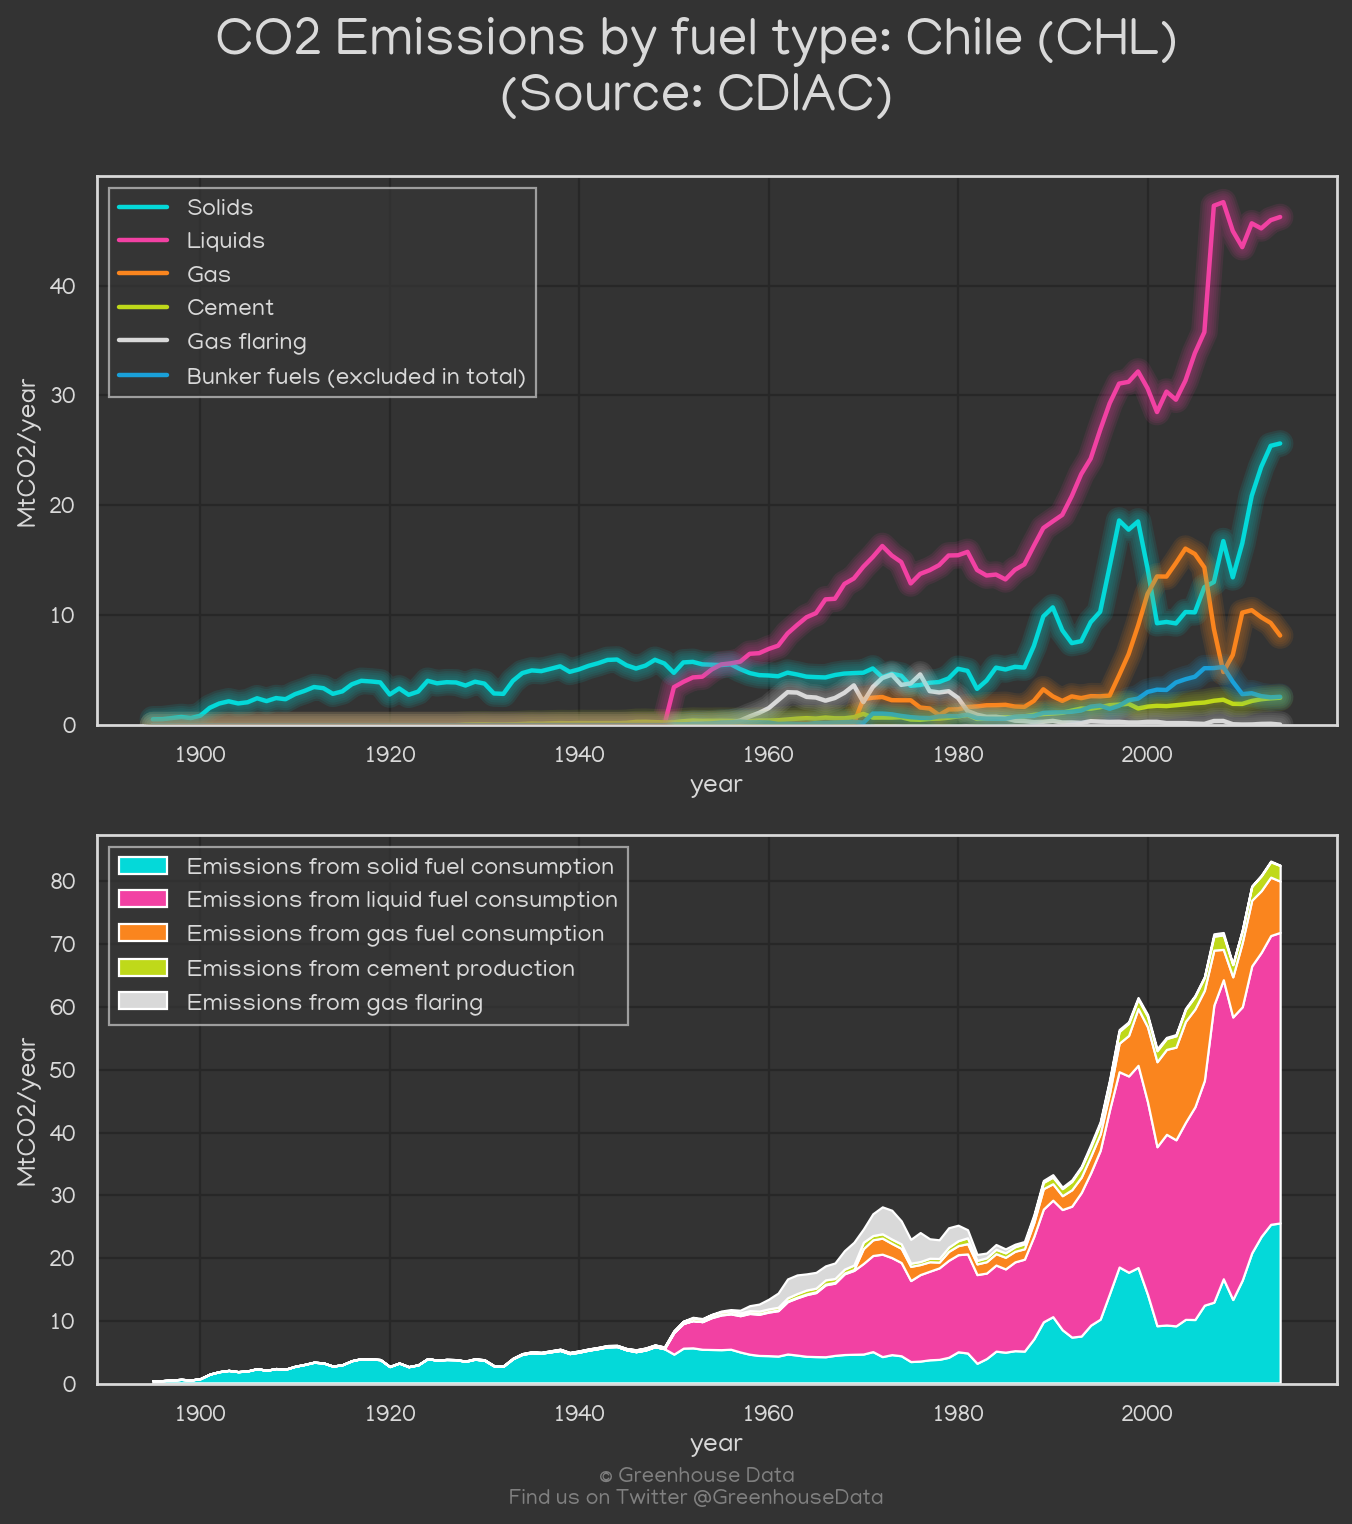 CO2 Emissions by fuel type: Chile (CHL)
(Source: CDIAC)
Solids
Liquids
Gas
Cement
Gas flaring
Bunker fuels (excluded in total)
MtCO2/year
40
30
20
10
0
1900 1920 1940 1960 1980 2000
year
Emissions from solid fuel consumption
Emissions from liquid fuel consumption
Emissions from gas fuel consumption
Emissions from cement production
Emissions from gas flaring
MtCO2/year
80
70
60
50
40
30
20
10
0
1900 1920 1940 1960 1980 2000
year
© Greenhouse Data
Find us on Twitter @GreenhouseData